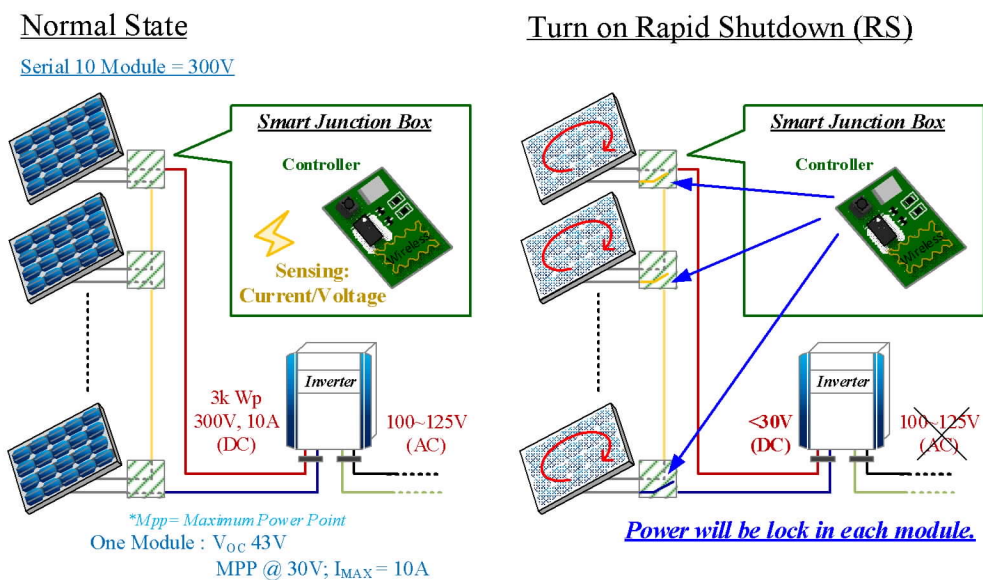 Normal State
Serial 10 Module = 300V
Smart Junction Box
Controller
Wireless
Sensing:
Current/Voltage
Inverter
3k Wp
300V, 10A
(DC)
100~125V
(AC)
*Mpp= Maximum Power Point
One Module : VOC 43V
MPP @ 30V; IMAX = 10A
Turn on Rapid Shutdown (RS)
Smart Junction Box
Controller
Wireless
Inverter
<30V
(DC)
100~125V
(AC)
Power will be lock in each module.